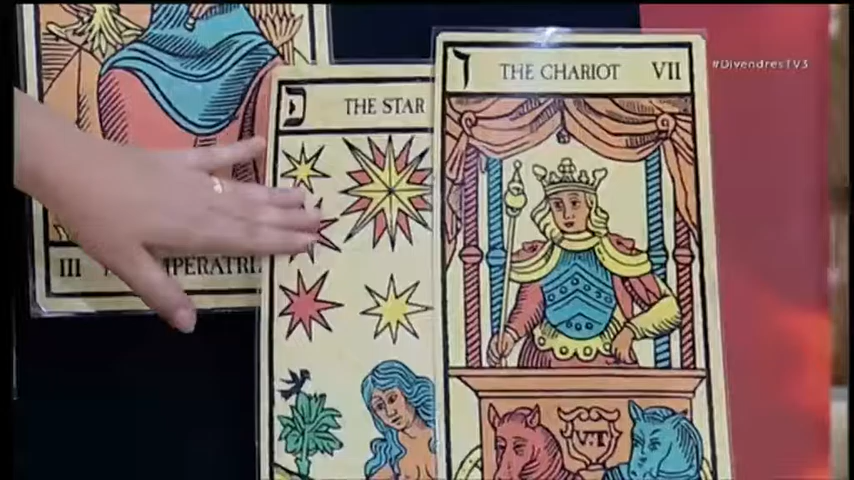 #DivendresTV3
THE CHARIOT VII
THE STAR
III
V.T